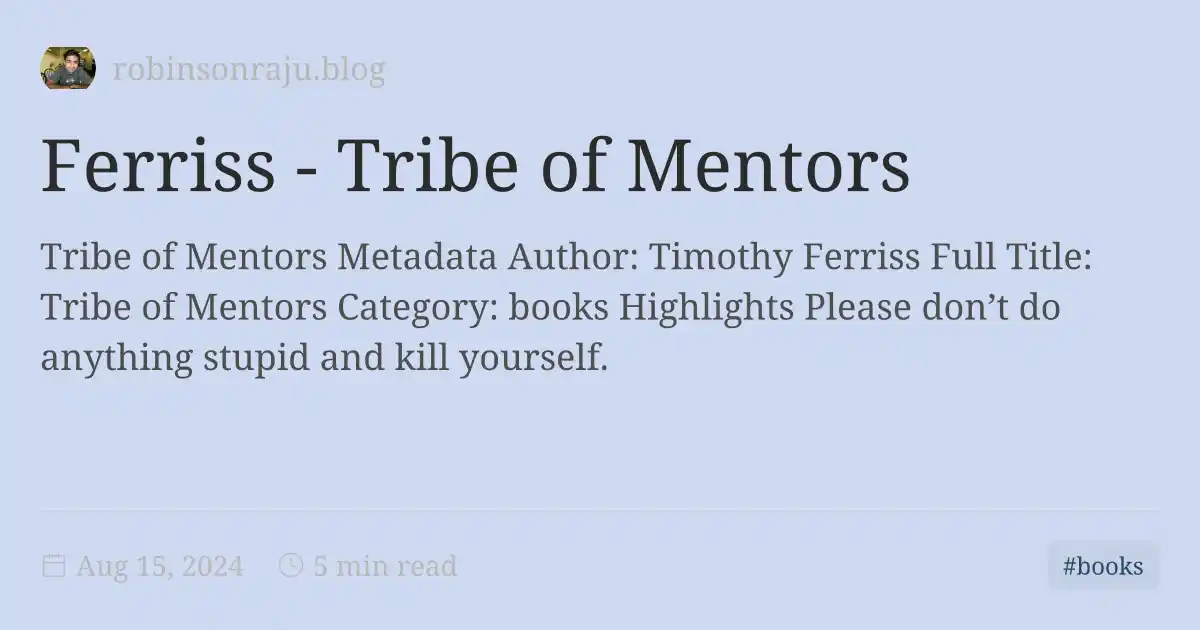 robinsonraju.blog
Ferriss - Tribe of Mentors
Tribe of Mentors Metadata Author: Timothy Ferriss Full Title:
Tribe of Mentors Category: books Highlights Please don’t do
anything stupid and kill yourself.
Aug 15, 2024 5 min read
#books